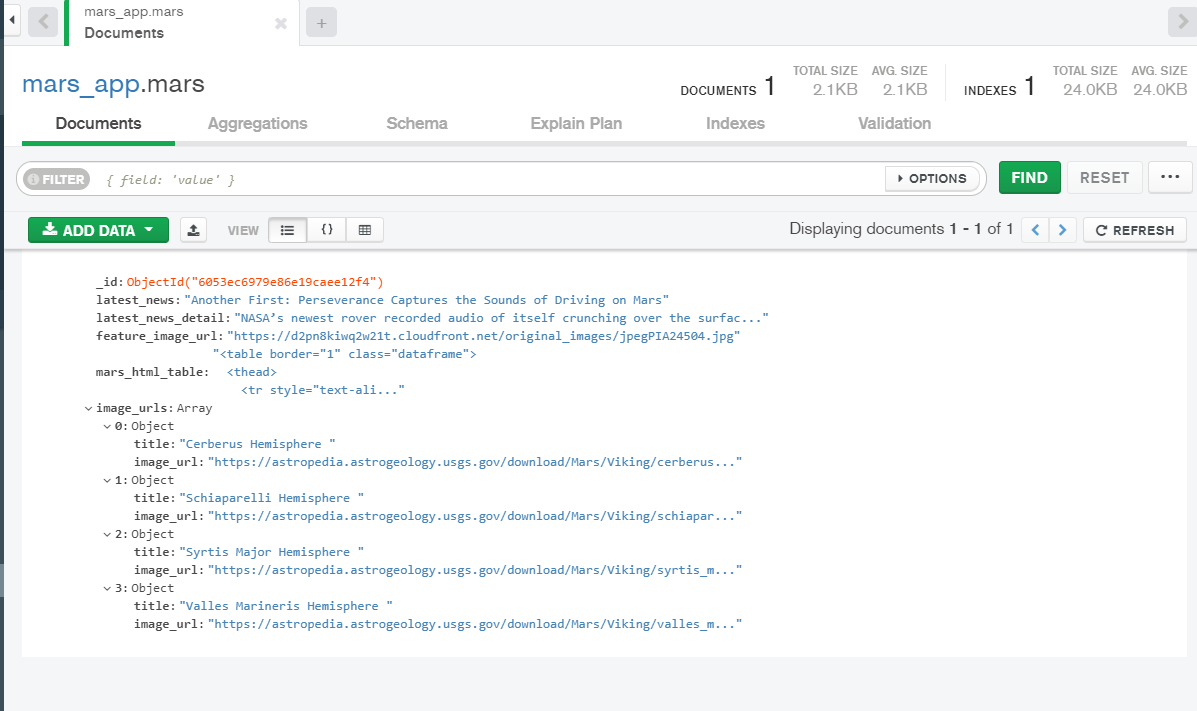 mars_app.mars
Documents
mars_app.mars
DOCUMENTS 1 TOTAL SIZE 2.1KB AVG. SIZE 2.1KB INDEXES 1 TOTAL SIZE 24.0KB AVG. SIZE 24.0KB
Documents Aggregations Schema Explain Plan Indexes Validation
FILTER { field: 'value' } OPTIONS FIND RESET ...
ADD DATA VIEW {} Displaying documents 1 - 1 of 1 REFRESH
_id: ObjectId("6053ec6979e86e19caee12f4")
latest_news: "Another First: Perseverance Captures the Sounds of Driving on Mars"
latest_news_detail: "NASA’s newest rover recorded audio of itself crunching over the surfac..."
feature_image_url: "https://d2pn8kiwq2w21t.cloudfront.net/original_images/jpegPIA24504.jpg"
"<table border="1" class="dataframe">
mars_html_table: <thead>
<tr style="text-ali..."
image_urls: Array
0: Object
title: "Cerberus Hemisphere "
image_url: "https://astropedia.astrogeology.usgs.gov/download/Mars/Viking/cerberus..."
1: Object
title: "Schiaparelli Hemisphere "
image_url: "https://astropedia.astrogeology.usgs.gov/download/Mars/Viking/schiapar..."
2: Object
title: "Syrtis Major Hemisphere "
image_url: "https://astropedia.astrogeology.usgs.gov/download/Mars/Viking/syrtis_m..."
3: Object
title: "Valles Marineris Hemisphere "
image_url: "https://astropedia.astrogeology.usgs.gov/download/Mars/Viking/valles_m..."